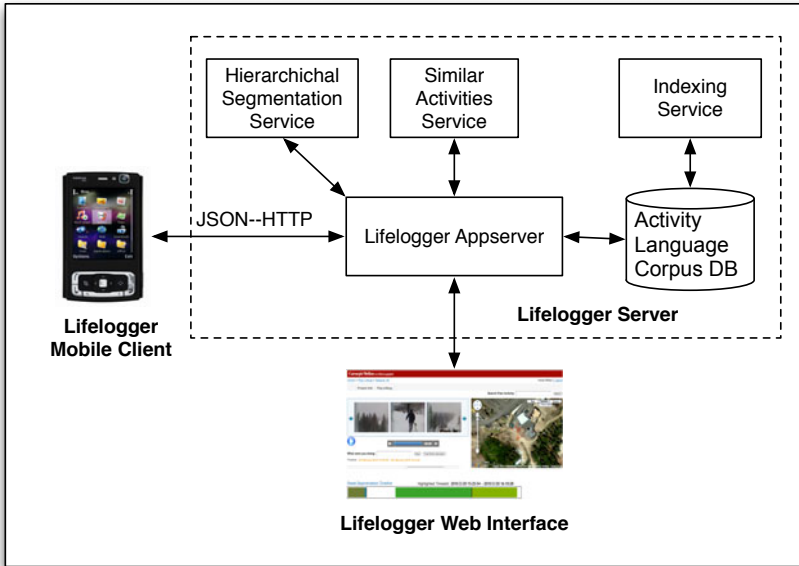 Hierarchichal
Segmentation
Service
Similar
Activities
Service
Indexing
Service
JSON--HTTP
Lifelogger Appserver
Activity
Language
Corpus DB
Lifelogger Server
Lifelogger
Mobile Client
Lifelogger Web Interface